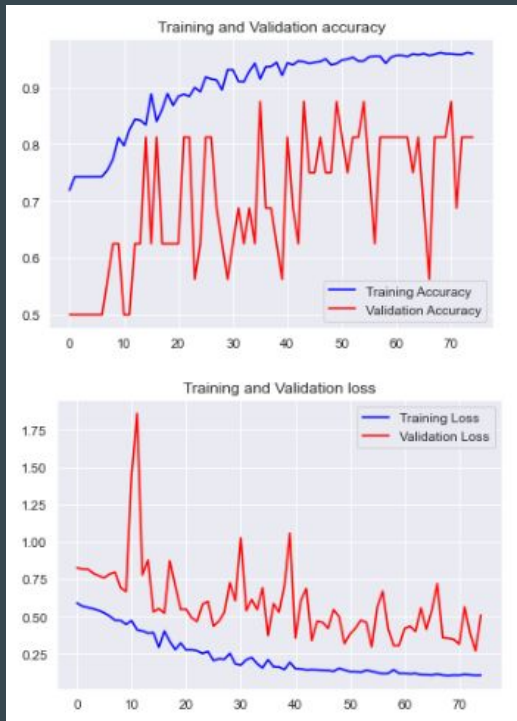 Training and Validation accuracy
0.9
0.8
0.7
0.6
0.5
Training Accuracy
Validation Accuracy
0 10 20 30 40 50 60 70
Training and Validation loss
Training Loss
Validation Loss
1.75
1.50
1.25
1.00
0.75
0.50
0.25
0 10 20 30 40 50 60 70